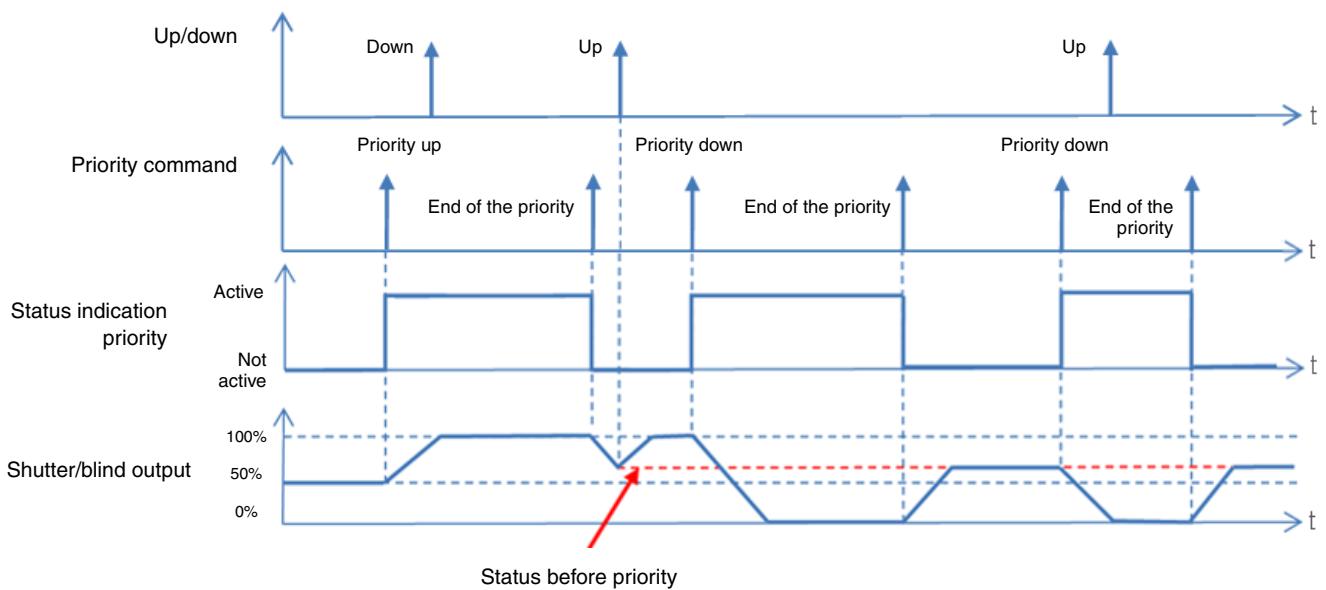 Up/down
Down
Up
Up
t
Priority command
Priority up
Priority down
Priority down
End of the priority
End of the priority
End of the
priority
t
Status indication
priority
Active
Not
active
t
Shutter/blind output
100%
50%
0%
t
Status before priority